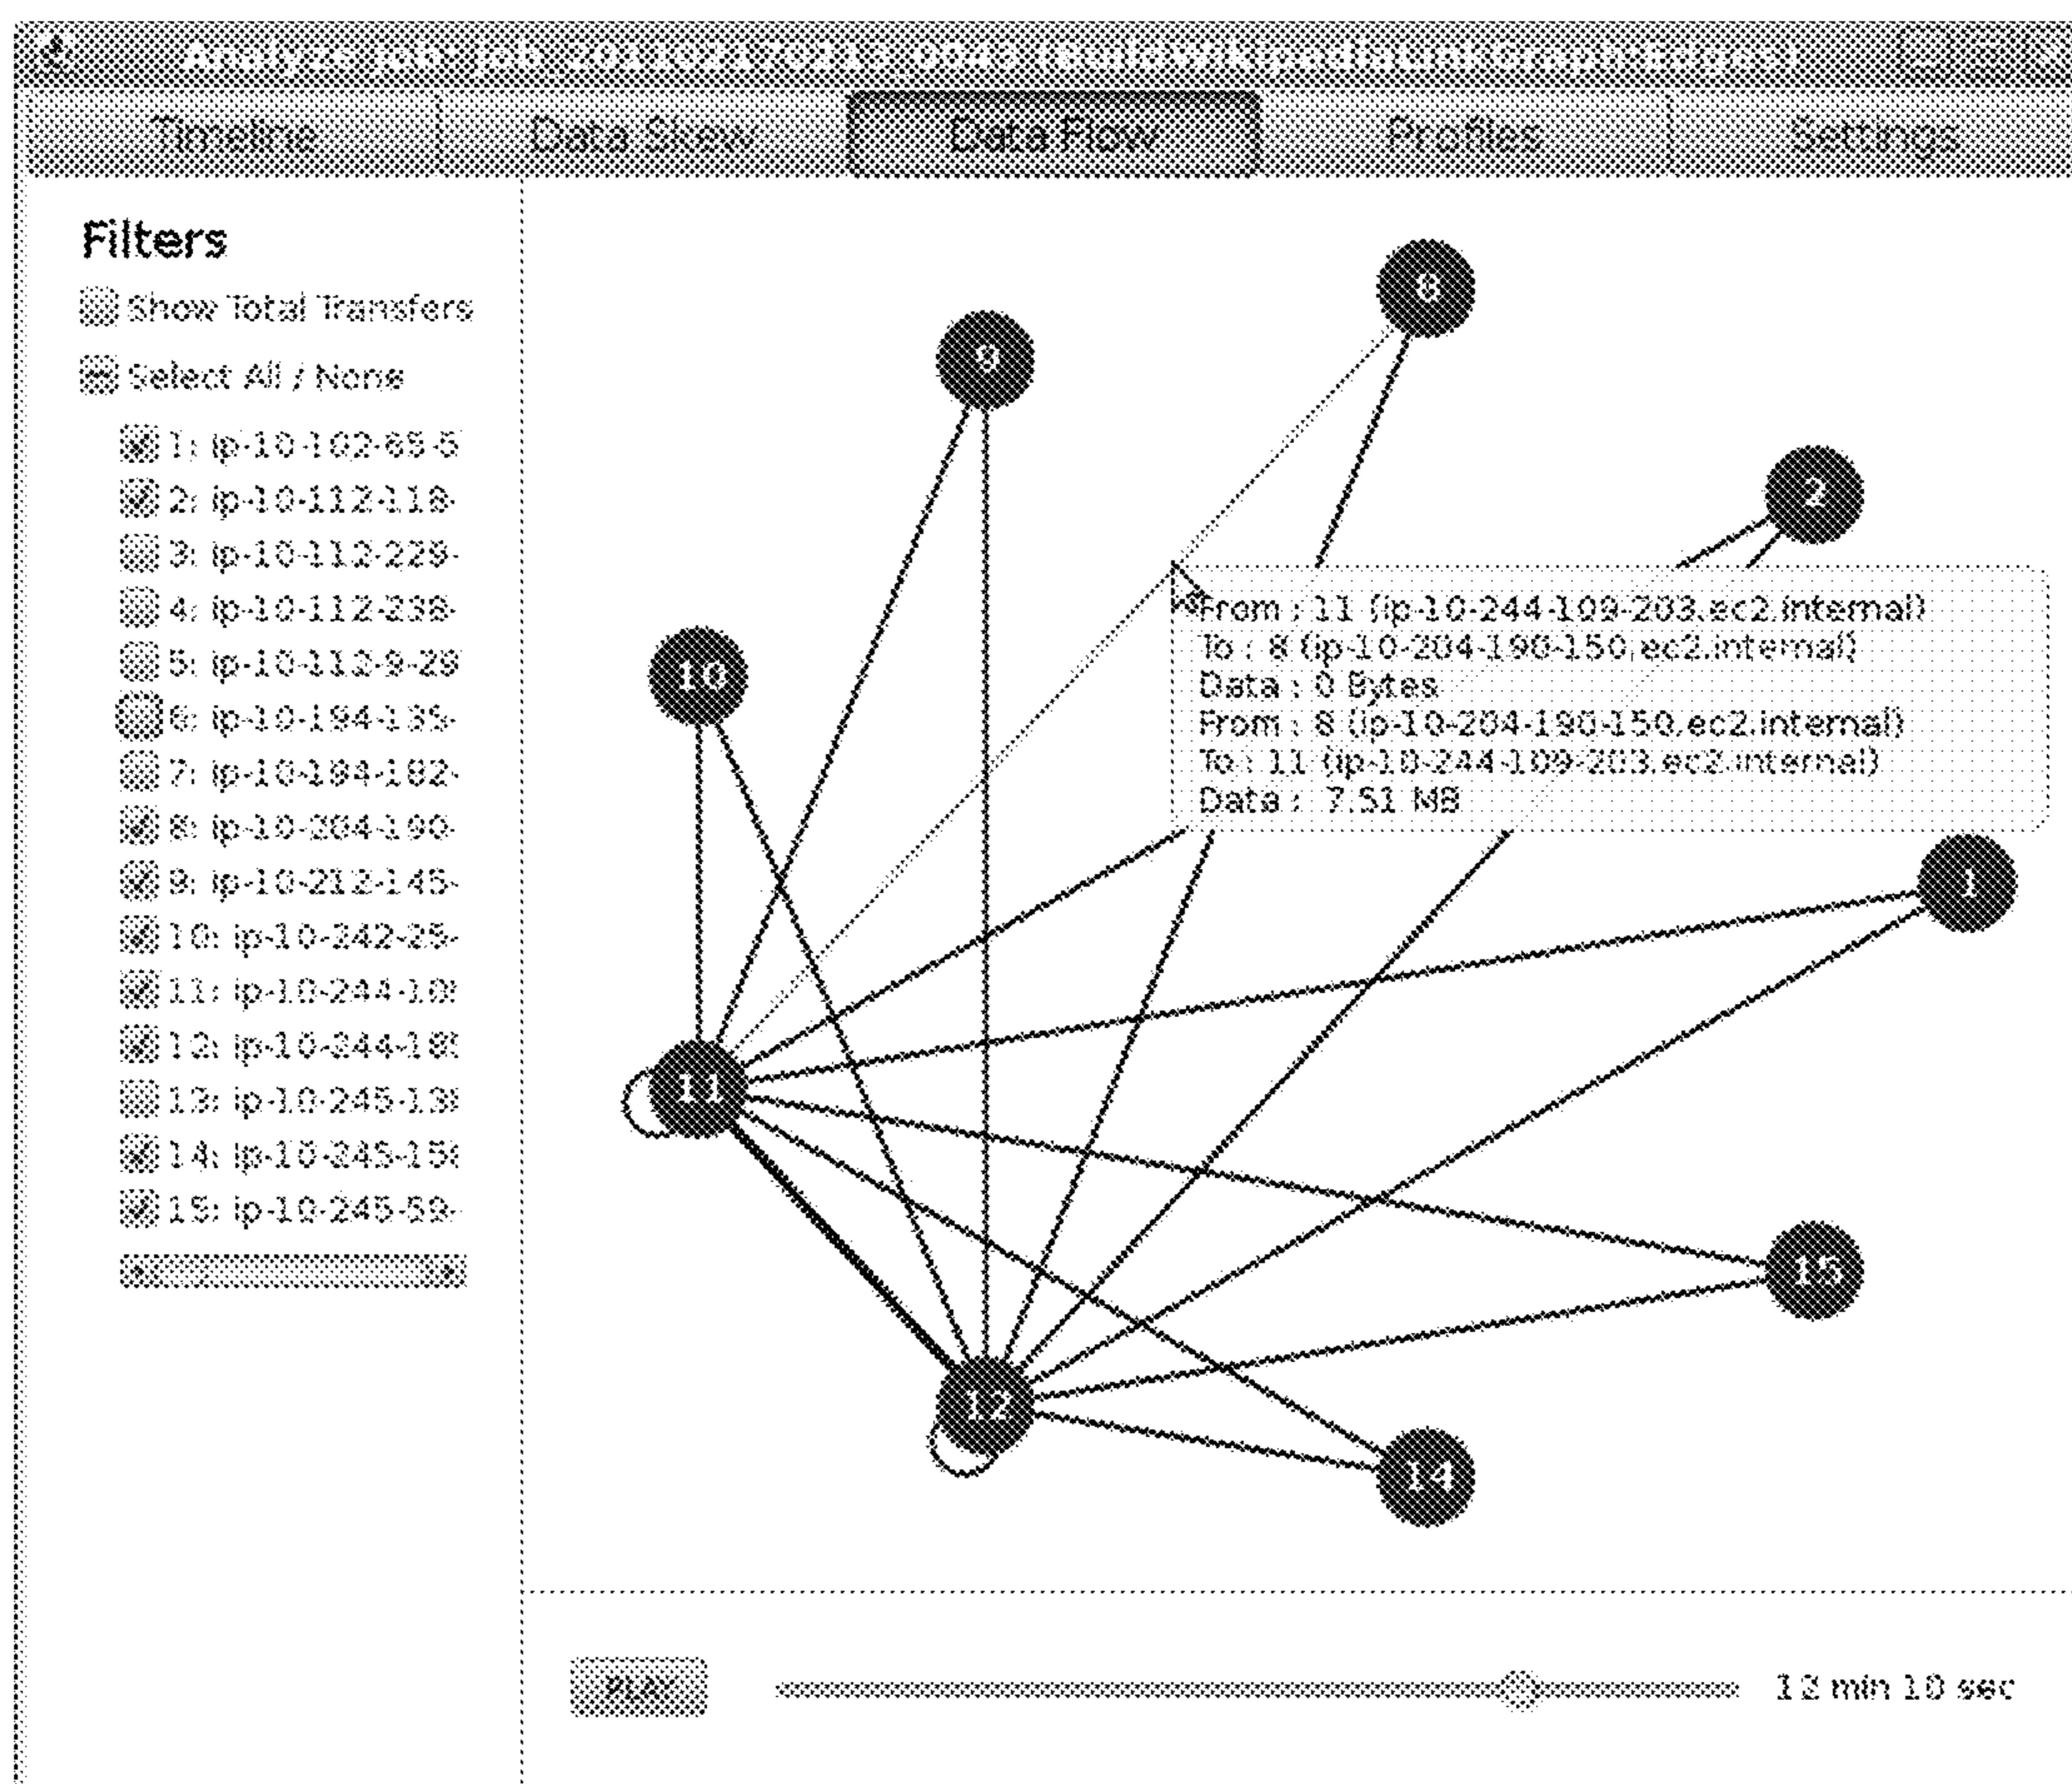 Analyze Job: job_201102170213_0043 (BuildWikipediaLinkGraph:Edges)
Timeline Data Skew Data Flow Profiles Settings
Filters
Show Total Transfers
Select All / None
1: ip-10-102-65-5
2: ip-10-112-118-
3: ip-10-112-229-
4: ip-10-112-238-
5: ip-10-112-9-29
6: ip-10-194-135-
7: ip-10-194-182-
8: ip-10-204-190-
9: ip-10-212-145-
10: ip-10-242-25-
11: ip-10-244-10
12: ip-10-244-18
13: ip-10-245-13
14: ip-10-245-15
15: ip-10-245-59-
8
9
2
10
From : 11 (ip-10-244-109-203.ec2.internal)
To : 8 (ip-10-204-190-150.ec2.internal)
Data : 0 Bytes
From : 8 (ip-10-204-190-150.ec2.internal)
To : 11 (ip-10-244-109-203.ec2.internal)
Data : 7.51 MB
1
11
15
12
14
PLAY
12 min 10 sec